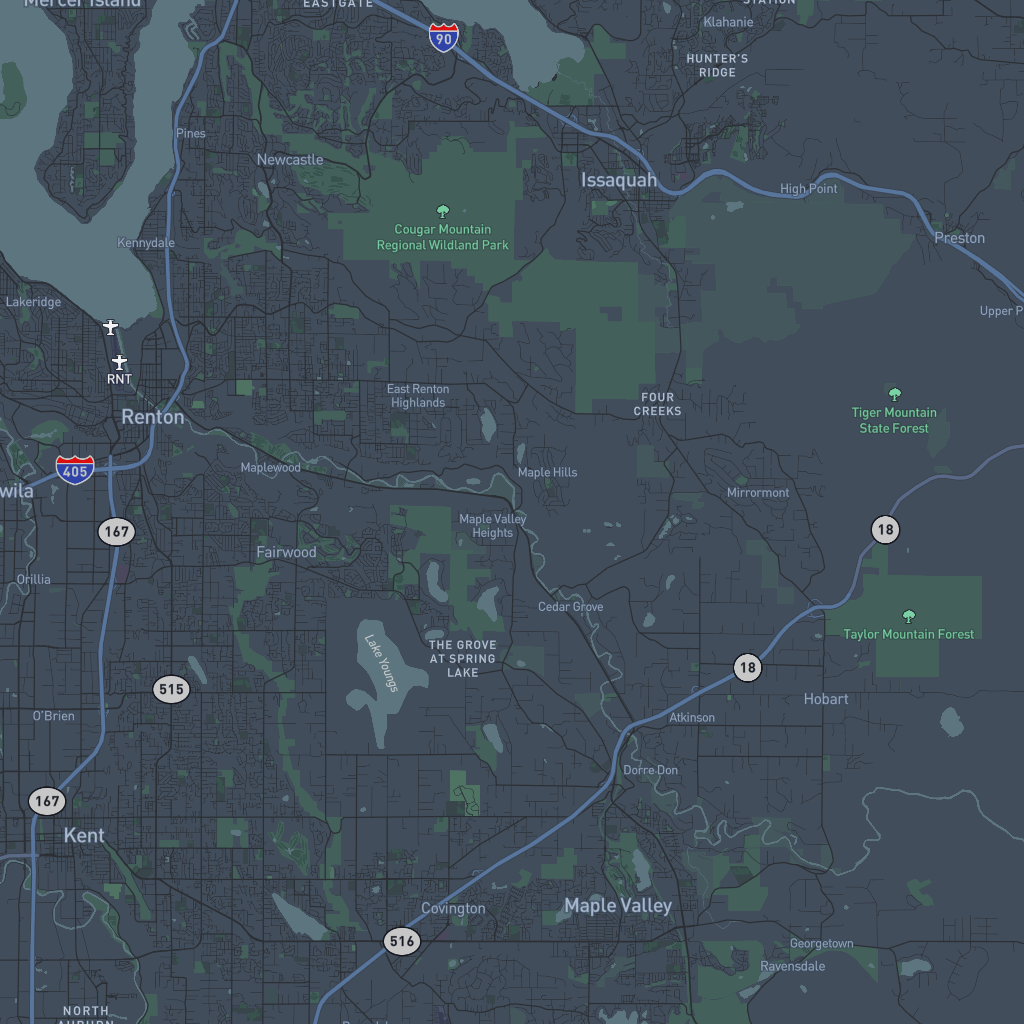 Mercer Island
EASTGATE
STATION
Klahanie
90
HUNTER'S
RIDGE
Pines
Newcastle
Issaquah
High Point
Cougar Mountain
Regional Wildland Park
Kennydale
Preston
Lakeridge
Upper P
RNT
East Renton
Highlands
FOUR
CREEKS
Tiger Mountain
State Forest
Renton
405
Maplewood
Maple Hills
wila
Mirrormont
167
Maple Valley
Heights
18
Fairwood
Orillia
Cedar Grove
Taylor Mountain Forest
THE GROVE
AT SPRING
LAKE
Lake Youngs
18
515
Hobart
O'Brien
Atkinson
Dorre Don
167
Kent
Covington
Maple Valley
516
Georgetown
Ravensdale
NORTH
AUBURN